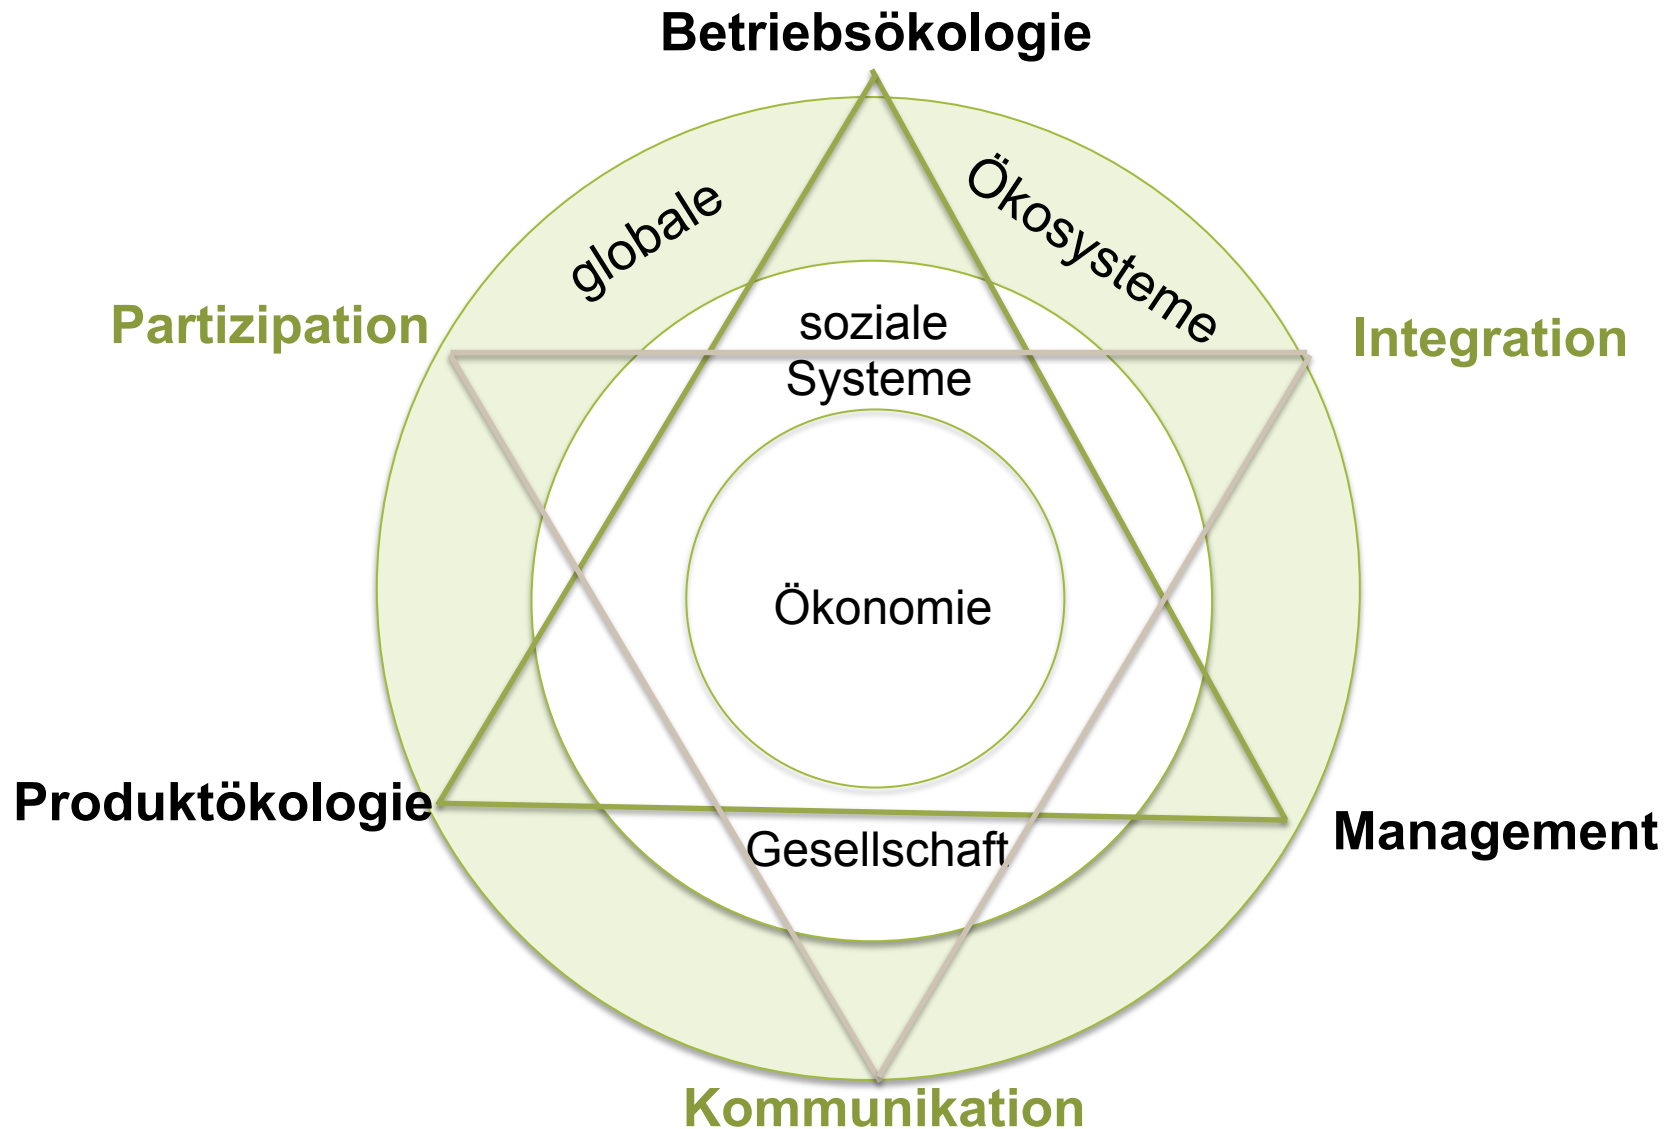 Betriebsökologie
globale
Ökosysteme
Partizipation
soziale
Systeme
Integration
Ökonomie
Produktökologie
Gesellschaft
Management
Kommunikation